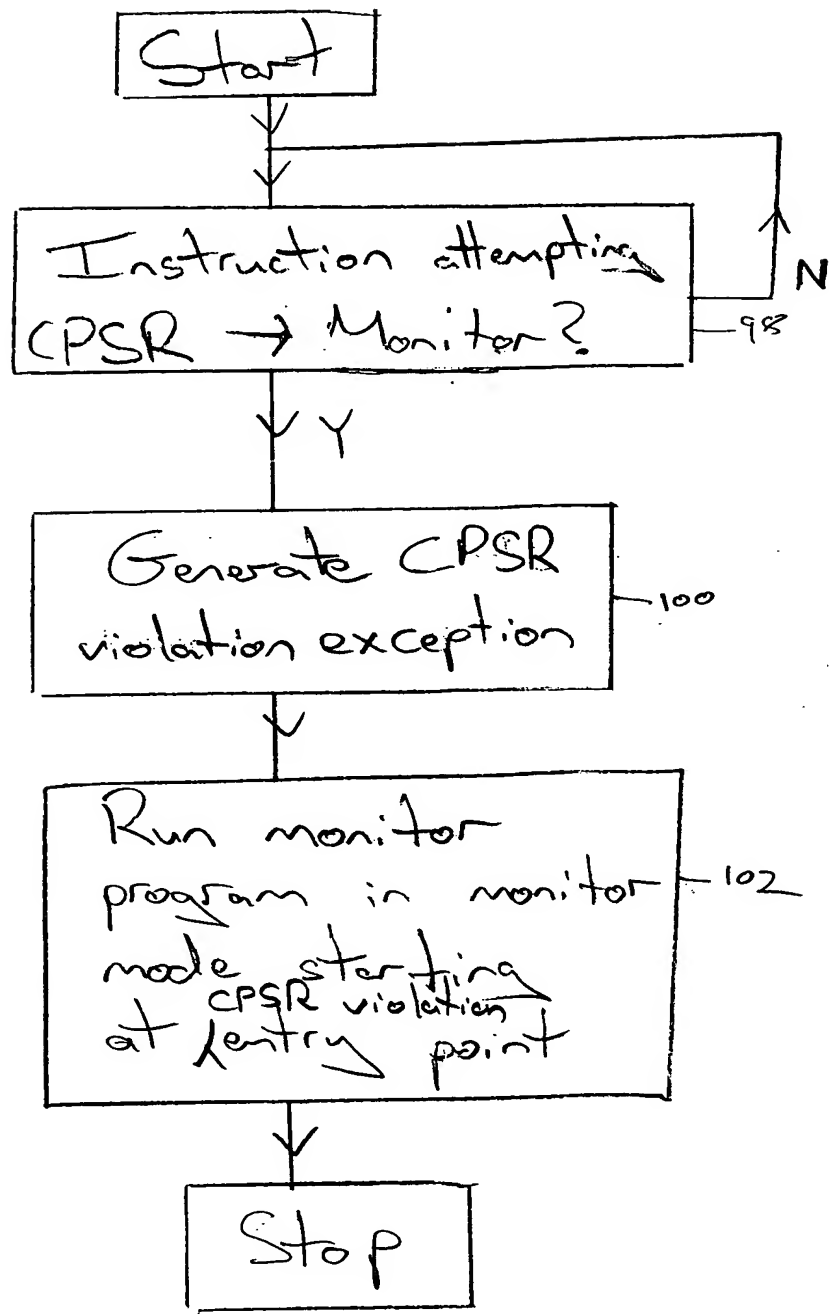 Start
Instruction attempting
CPSR → Monitor?
N
98
Y
Generate CPSR
violation exception
100
Run monitor
program in monitor
102
mode starting
CPSR violation
at entry point
Stop